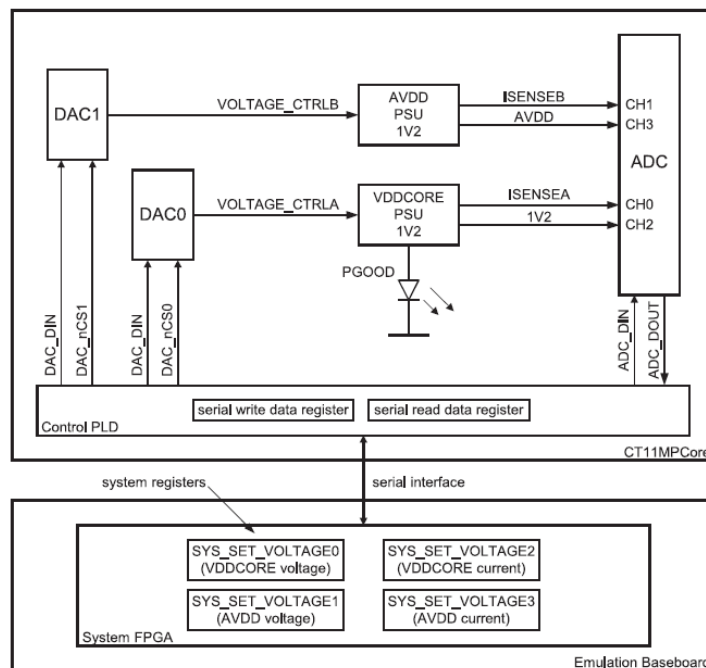 DAC1
VOLTAGE_CTRLB
AVDD
PSU
1V2
ISENSEB
AVDD
CH1
CH3
ADC
DAC0
VOLTAGE_CTRLA
VDDCORE
PSU
1V2
ISENSEA
1V2
CH0
CH2
PGOOD
DAC_DIN
DAC_nCS1
DAC_DIN
DAC_nCS0
ADC_DIN
ADC_DOUT
serial write data register
serial read data register
Control PLD
CT11MPCore
system registers
serial interface
SYS_SET_VOLTAGE0
(VDDCORE voltage)
SYS_SET_VOLTAGE2
(VDDCORE current)
SYS_SET_VOLTAGE1
(AVDD voltage)
SYS_SET_VOLTAGE3
(AVDD current)
System FPGA
Emulation Baseboard